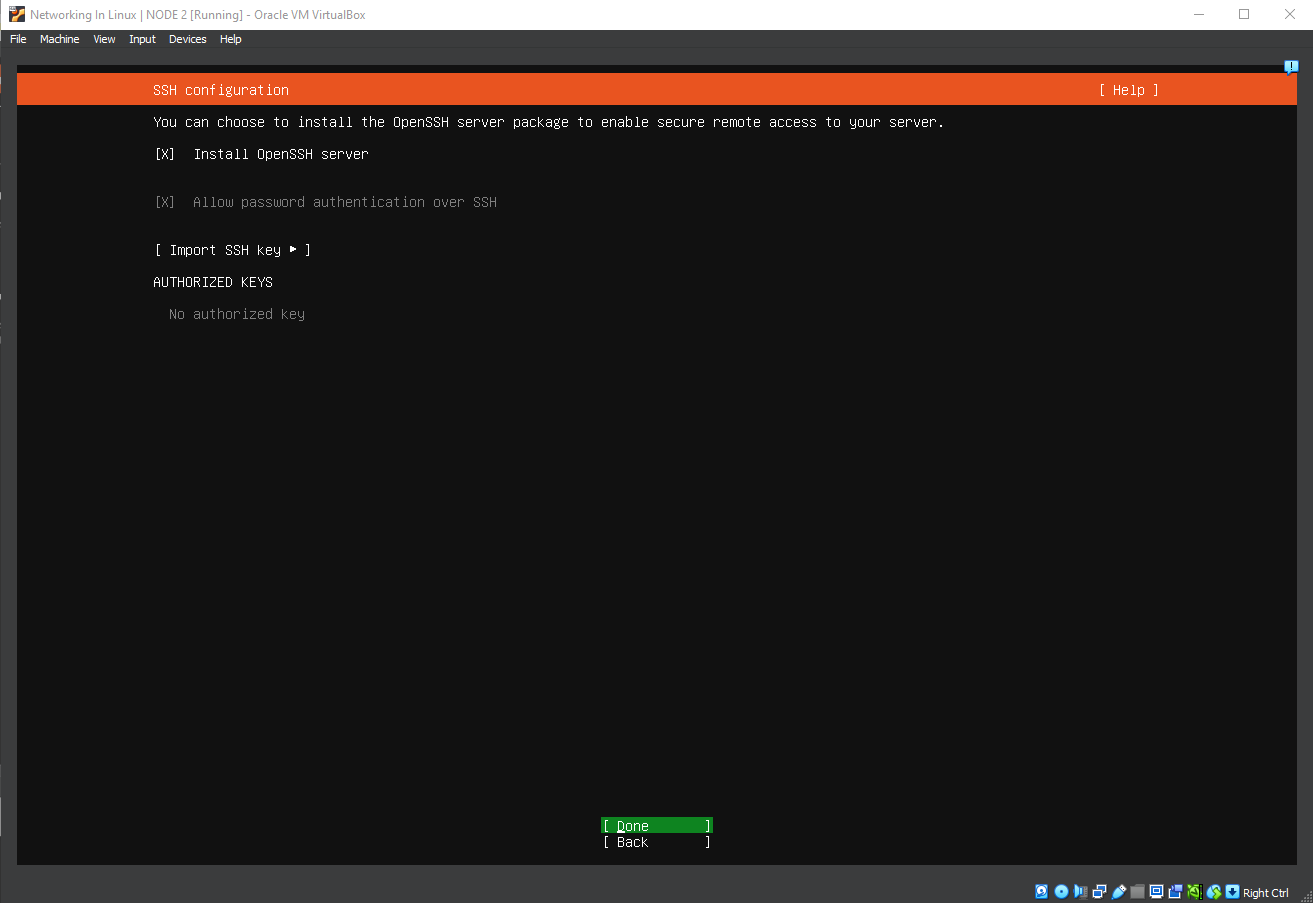 Networking In Linux | NODE 2 [Running] - Oracle VM VirtualBox
File Machine View Input Devices Help
SSH configuration [ Help ]
You can choose to install the OpenSSH server package to enable secure remote access to your server.
[X] Install OpenSSH server
[X] Allow password authentication over SSH
[ Import SSH key ▸ ]
AUTHORIZED KEYS
No authorized key
[ Done ]
[ Back ]
Right Ctrl